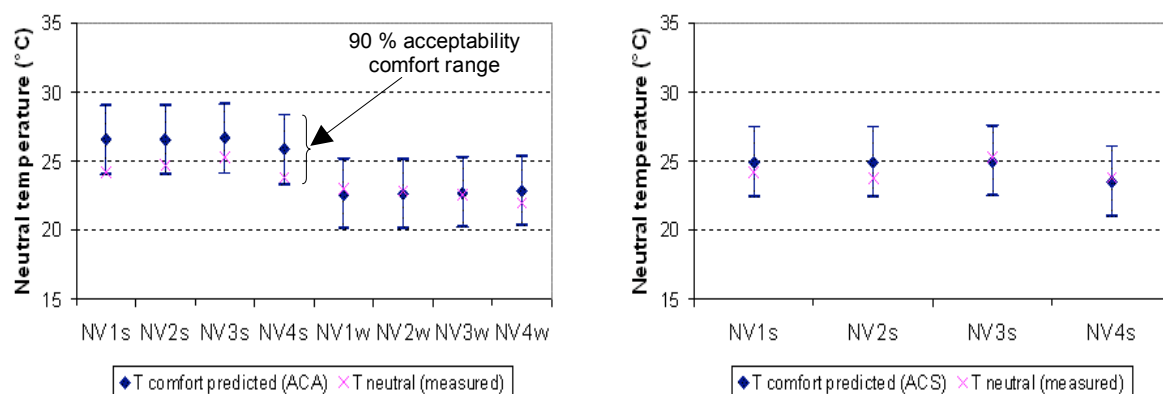 Neutral temperature (°C)
35
30
25
20
15
90 % acceptability
comfort range
NV1s NV2s NV3s NV4s NV1w NV2w NV3w NV4w
T comfort predicted (ACA) T neutral (measured)
Neutral temperature (°C)
35
30
25
20
15
NV1s NV2s NV3s NV4s
T comfort predicted (ACS) T neutral (measured)